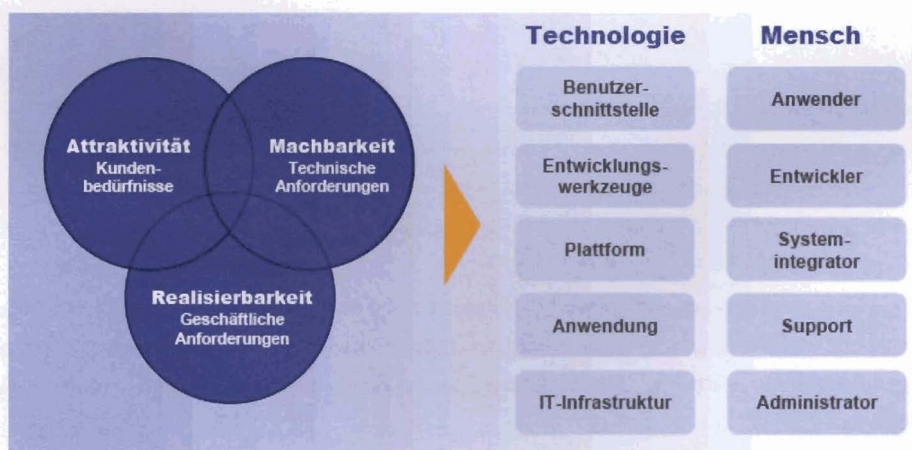 Attraktivität
Kunden-
bedürfnisse
Machbarkeit
Technische
Anforderungen
Realisierbarkeit
Geschäftliche
Anforderungen
Technologie
Mensch
Benutzer-
schnittstelle
Anwender
Entwicklungs-
werkzeuge
Entwickler
Plattform
System-
integrator
Anwendung
Support
IT-Infrastruktur
Administrator